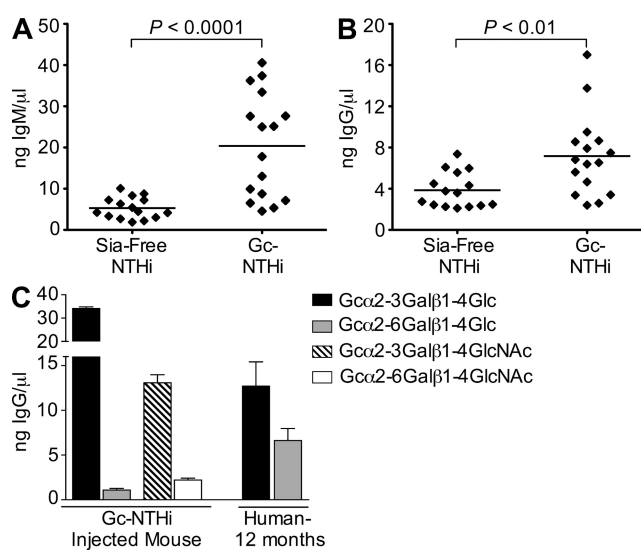 A
P < 0.0001
ng IgM/μl
50
40
30
20
10
0
Sia-Free
NTHi
Gc-
NTHi
B
P < 0.01
ng IgG/μl
20
16
12
8
4
0
Sia-Free
NTHi
Gc-
NTHi
C
ng IgG/μl
40
30
20
15
10
5
0
Gc-NTHi
Injected Mouse
Human-
12 months
Gcα2-3Galβ1-4Glc
Gcα2-6Galβ1-4Glc
Gcα2-3Galβ1-4GlcNAc
Gcα2-6Galβ1-4GlcNAc